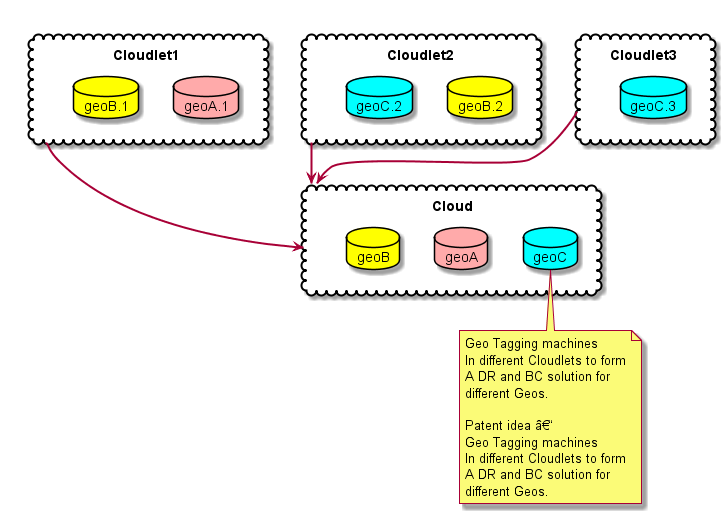 Cloudlet1
geoB.1
geoA.1
Cloudlet2
geoC.2
geoB.2
Cloudlet3
geoC.3
Cloud
geoB
geoA
geoC
Geo Tagging machines
In different Cloudlets to form
A DR and BC solution for
different Geos.
Patent idea â€“
Geo Tagging machines
In different Cloudlets to form
A DR and BC solution for
different Geos.